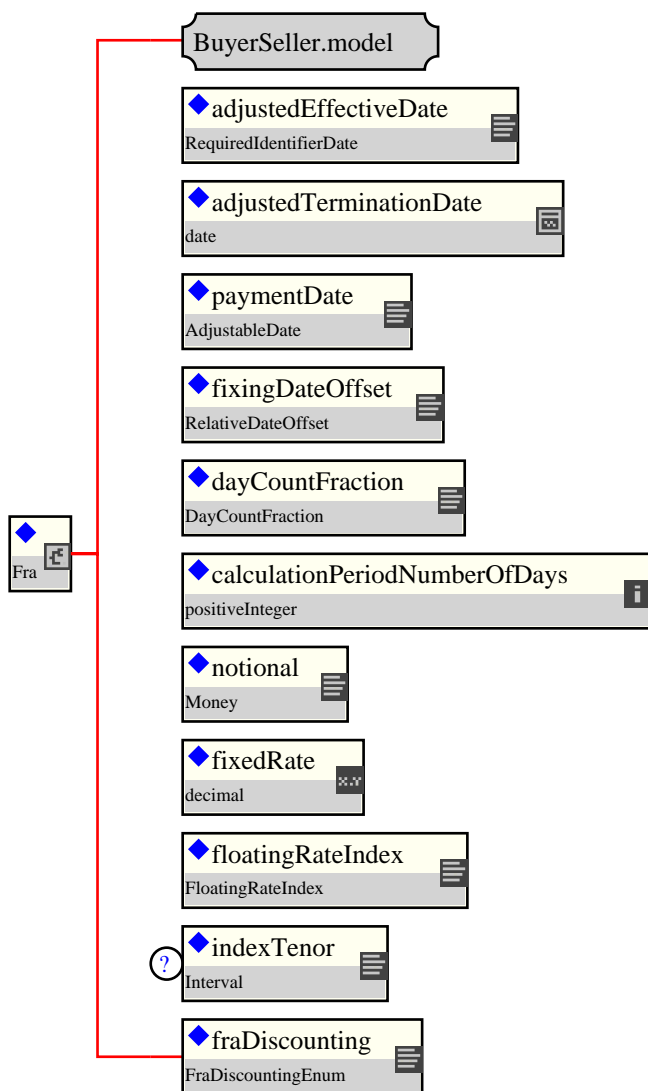 BuyerSeller.model
adjustedEffectiveDate
RequiredIdentifierDate
adjustedTerminationDate
date
paymentDate
AdjustableDate
fixingDateOffset
RelativeDateOffset
dayCountFraction
DayCountFraction
Fra
calculationPeriodNumberOfDays
positiveInteger
notional
Money
fixedRate
decimal
X.Y
floatingRateIndex
FloatingRateIndex
?
indexTenor
Interval
fraDiscounting
FraDiscountingEnum